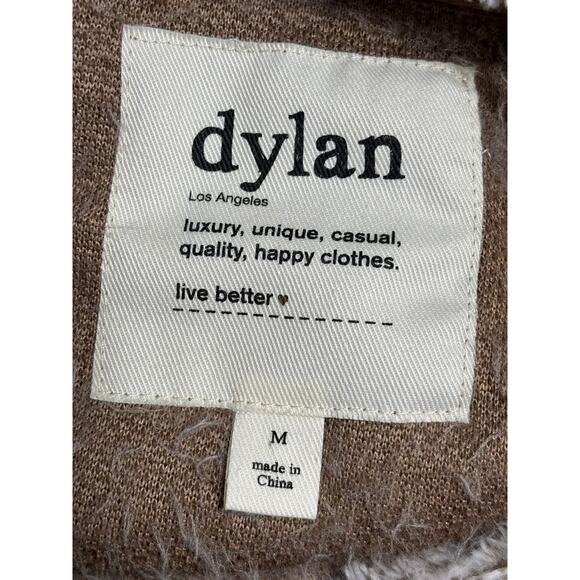 dylan
Los Angeles
luxury, unique, casual,
quality, happy clothes.
live better ♥
M
made in
China